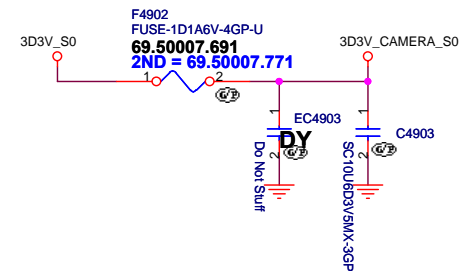 F4902
FUSE-1D1A6V-4GP-U
3D3V_S0
69.50007.691
3D3V_CAMERA_S0
2ND = 69.50007.771
1
2
G/P
1
EC4903
DY
G/P
2
Do Not Stuff
1
C4903
G/P
2
SC10U6D3V5MX-3GP